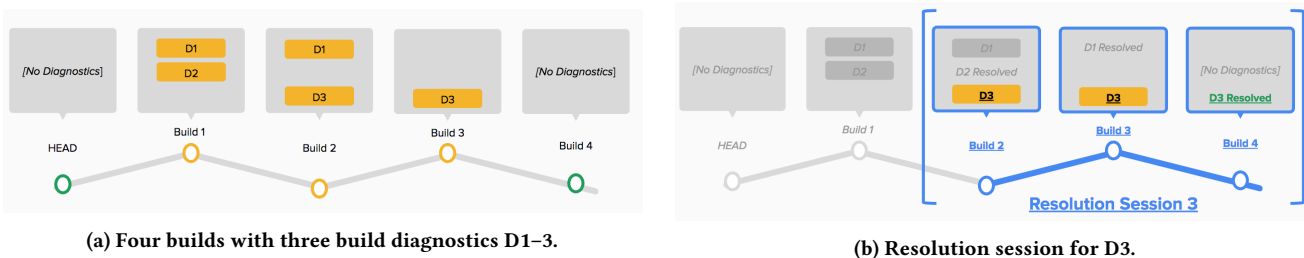 [No Diagnostics]
D1
D2
D1
D3
D3
[No Diagnostics]
HEAD
Build 1
Build 2
Build 3
Build 4
(a) Four builds with three build diagnostics D1–3.
[No Diagnostics]
D1
D2
D1
D2 Resolved
D3
D1 Resolved
D3
[No Diagnostics]
D3 Resolved
HEAD
Build 1
Build 2
Build 3
Build 4
Resolution Session 3
(b) Resolution session for D3.